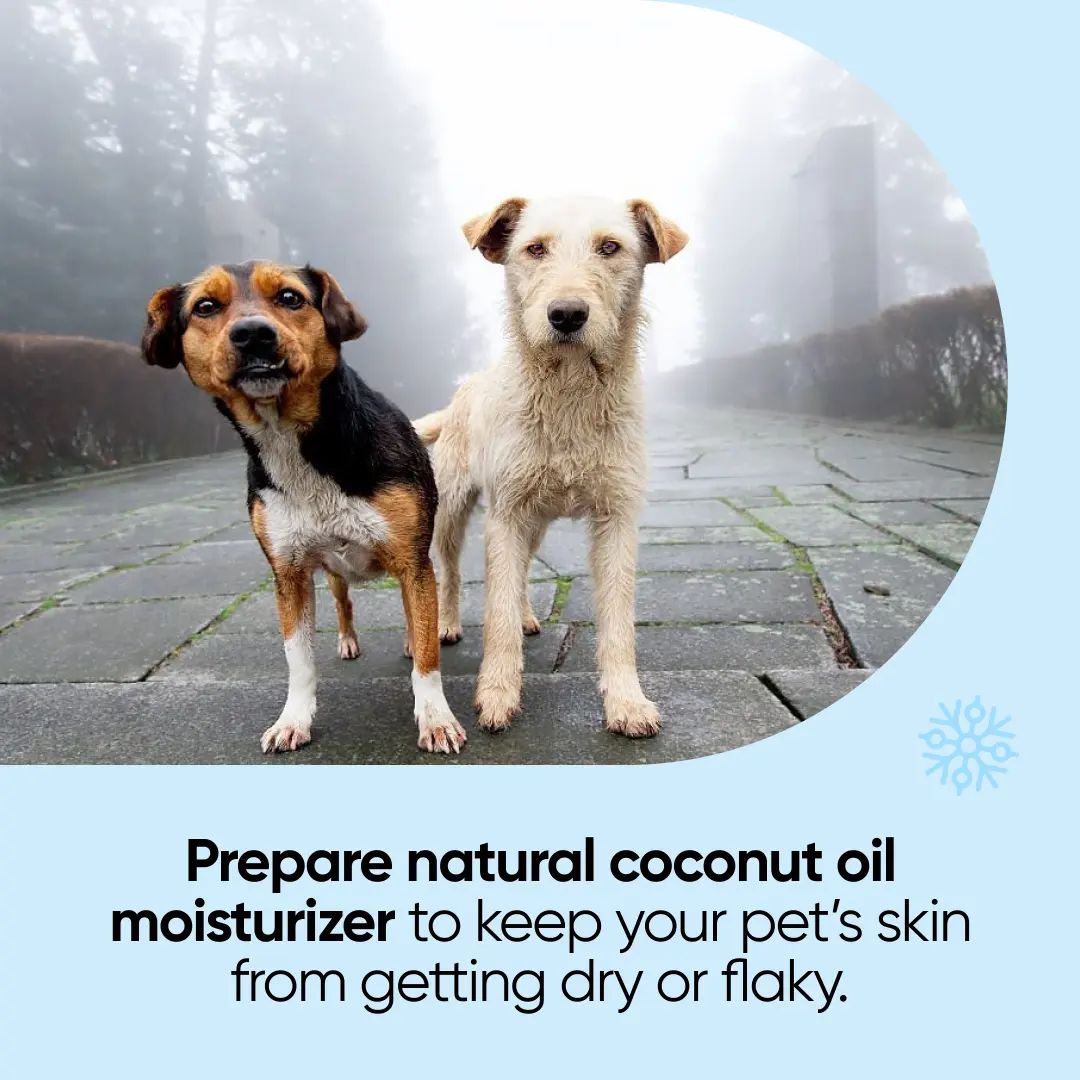 Prepare natural coconut oil
moisturizer to keep your pet’s skin
from getting dry or flaky.